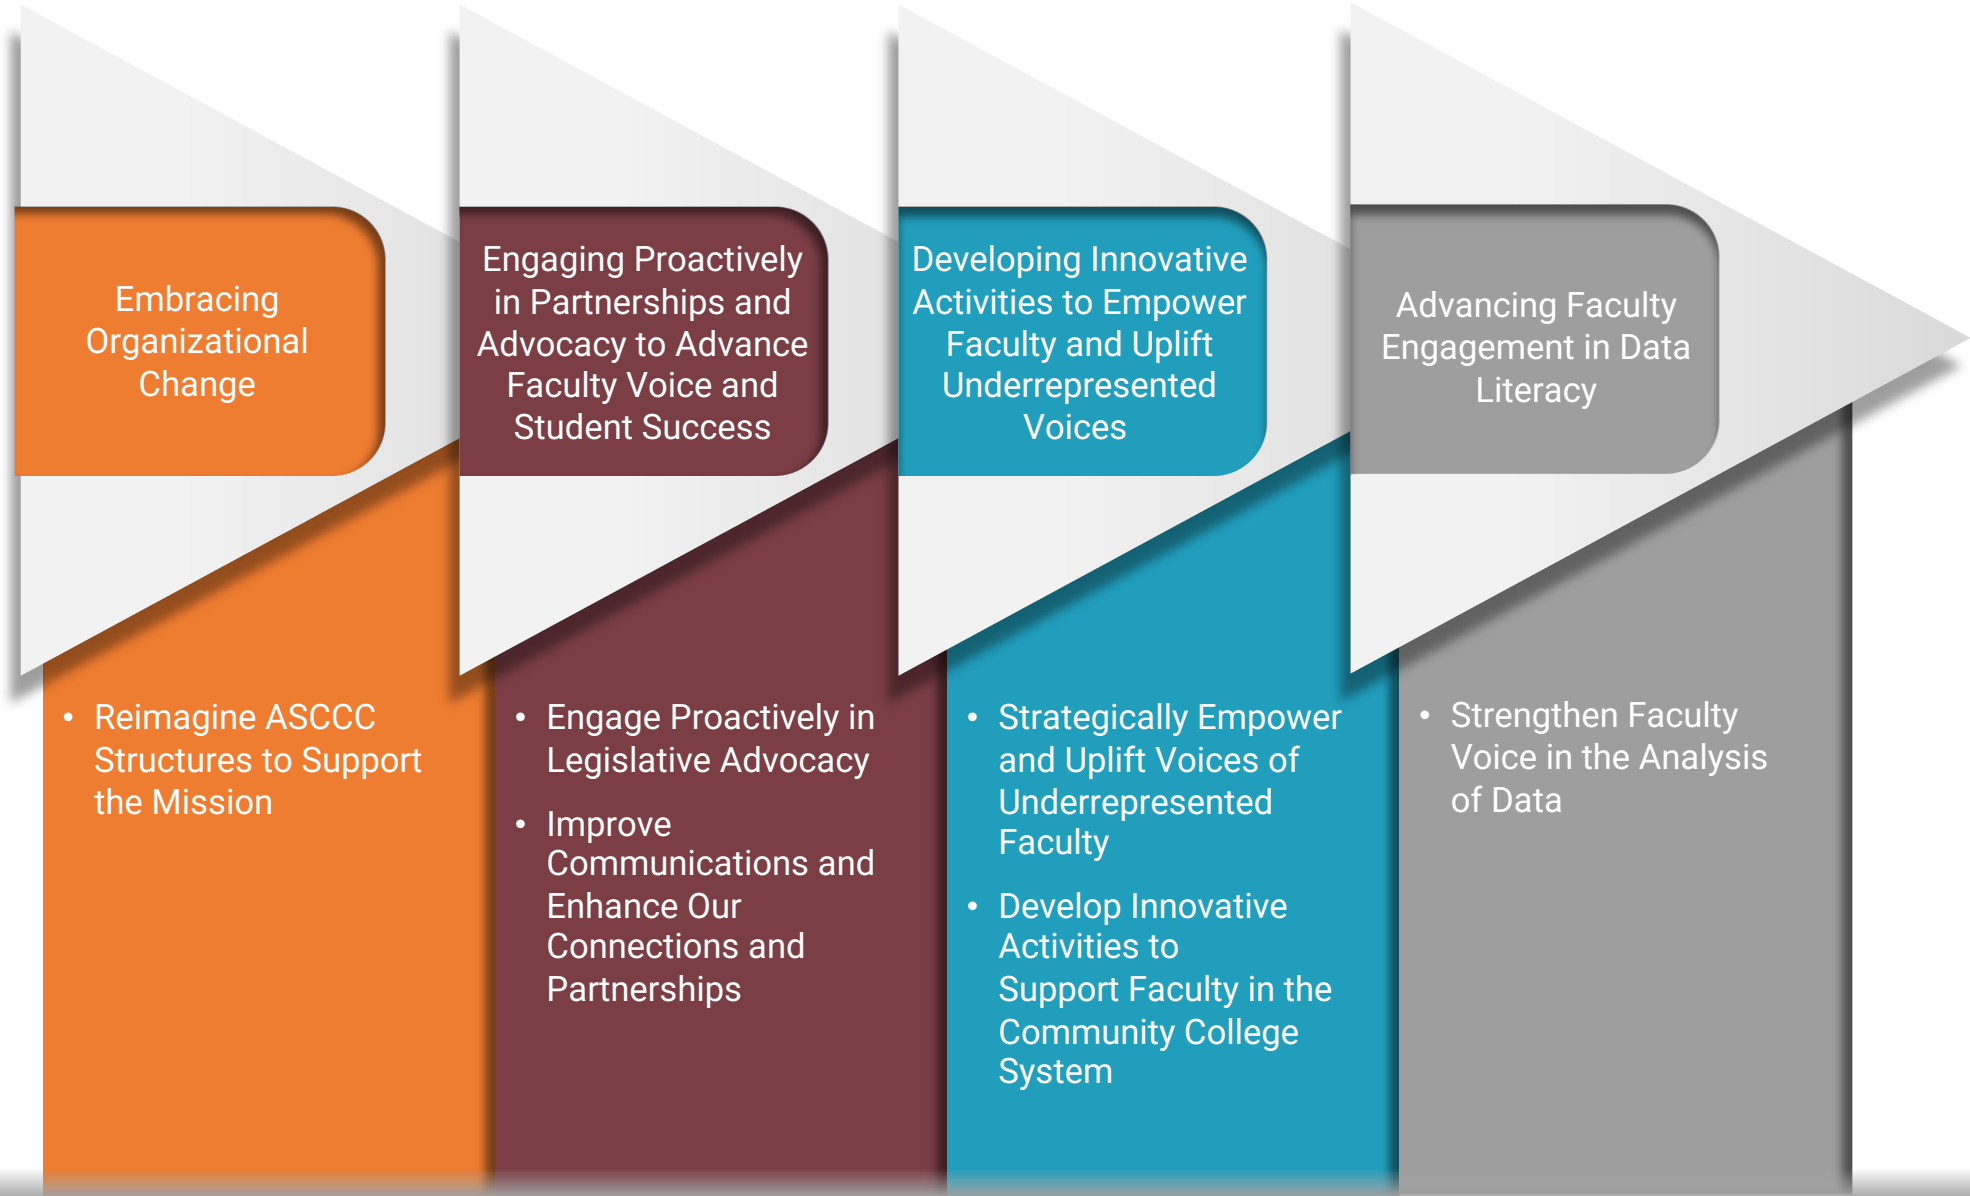 Embracing
Organizational
Change
Engaging Proactively
in Partnerships and
Advocacy to Advance
Faculty Voice and
Student Success
Developing Innovative
Activities to Empower
Faculty and Uplift
Underrepresented
Voices
Advancing Faculty
Engagement in Data
Literacy
• Reimagine ASCCC
Structures to Support
the Mission
• Engage Proactively in
Legislative Advocacy
• Improve
Communications and
Enhance Our
Connections and
Partnerships
• Strategically Empower
and Uplift Voices of
Underrepresented
Faculty
• Develop Innovative
Activities to
Support Faculty in the
Community College
System
• Strengthen Faculty
Voice in the Analysis
of Data